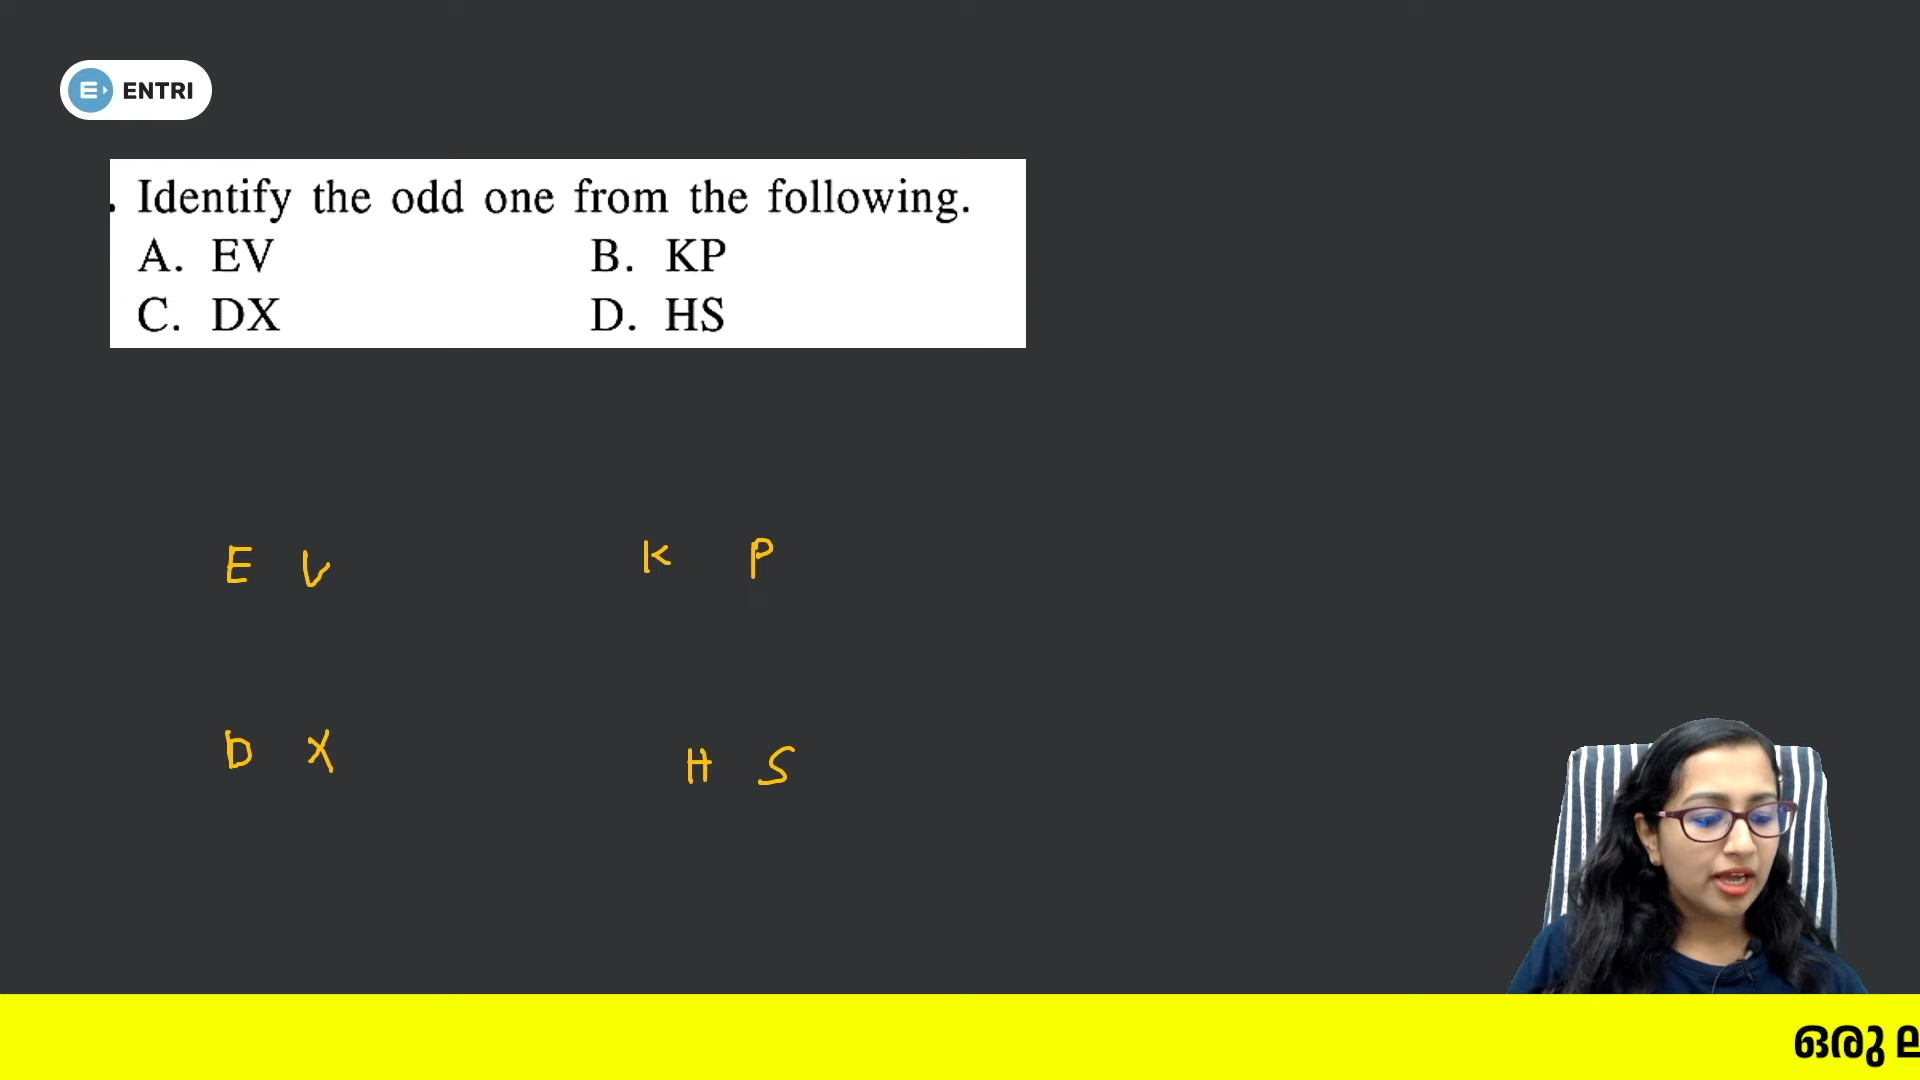 ENTRI
. Identify the odd one from the following.
A. EV B. KP
C. DX D. HS
E V K P
D X H S
ഒരു